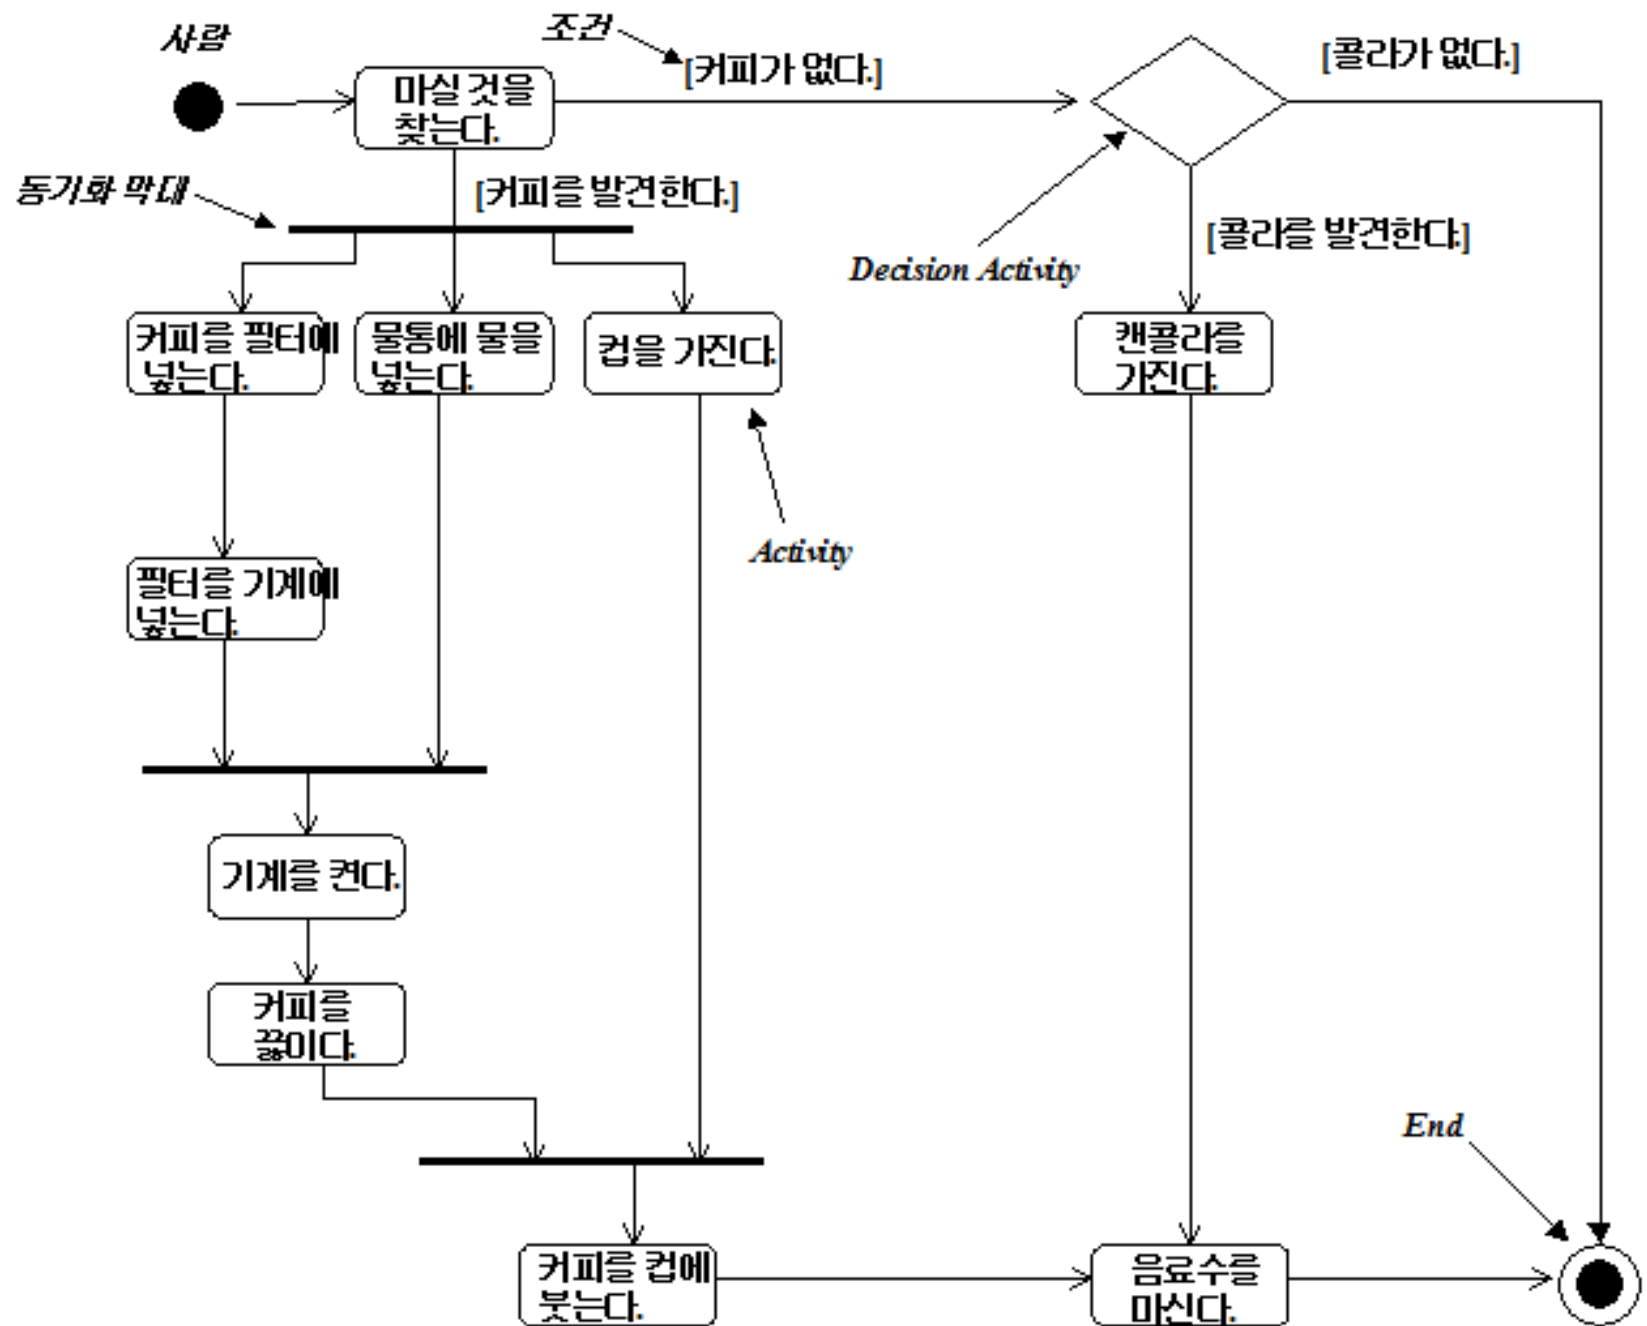 사람
조건
[커피가 없다.]
[콜라가 없다.]
마실 것을
찾는다.
동기화 막대
[커피를 발견한다.]
[콜라를 발견한다.]
Decision Activity
커피를 필터에
넣는다.
물통에 물을
넣는다.
컵을 가진다.
캔콜라를
가진다.
Activity
필터를 기계에
넣는다.
기계를 켠다.
커피를
끓이다.
End
커피를 컵에
붓는다.
음료수를
마신다.